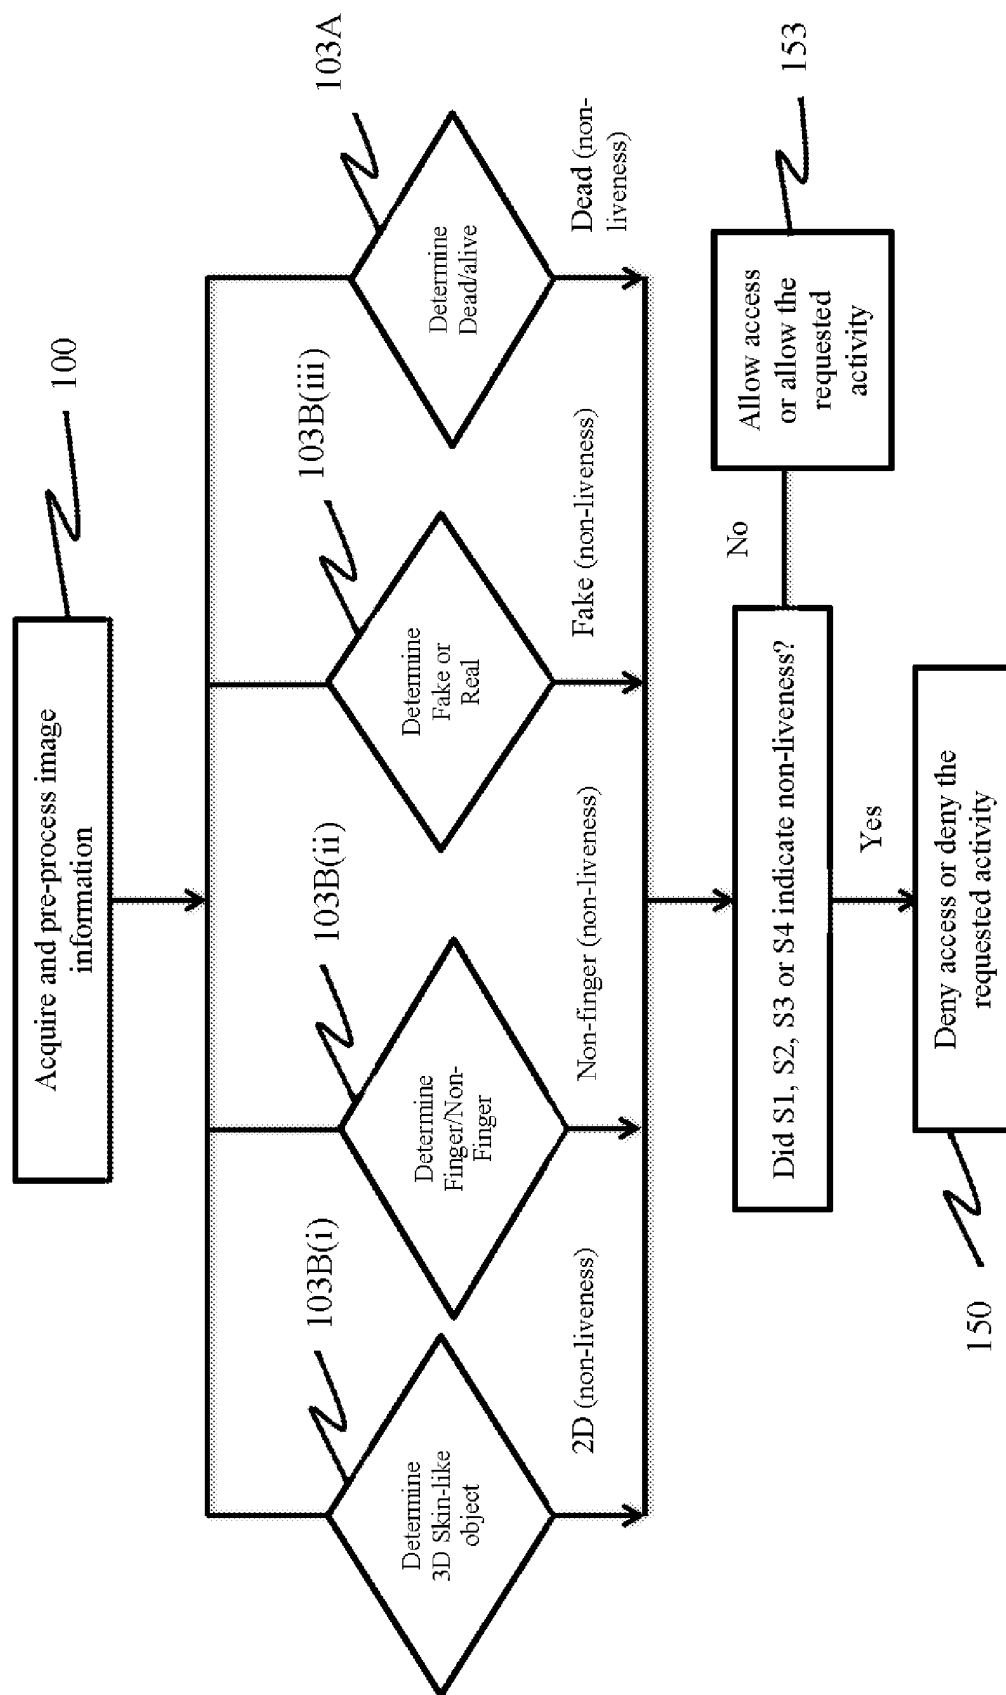 Acquire and pre-process image
information
100
103B(i)
103B(ii)
103B(iii)
103A
Determine
3D Skin-like
object
Determine
Finger/Non-
Finger
Determine
Fake or
Real
Determine
Dead/alive
2D (non-liveness)
Non-finger (non-liveness)
Fake (non-liveness)
Dead (non-
liveness)
Did S1, S2, S3 or S4 indicate non-liveness?
No
Allow access
or allow the
requested
activity
153
Yes
Deny access or deny the
requested activity
150